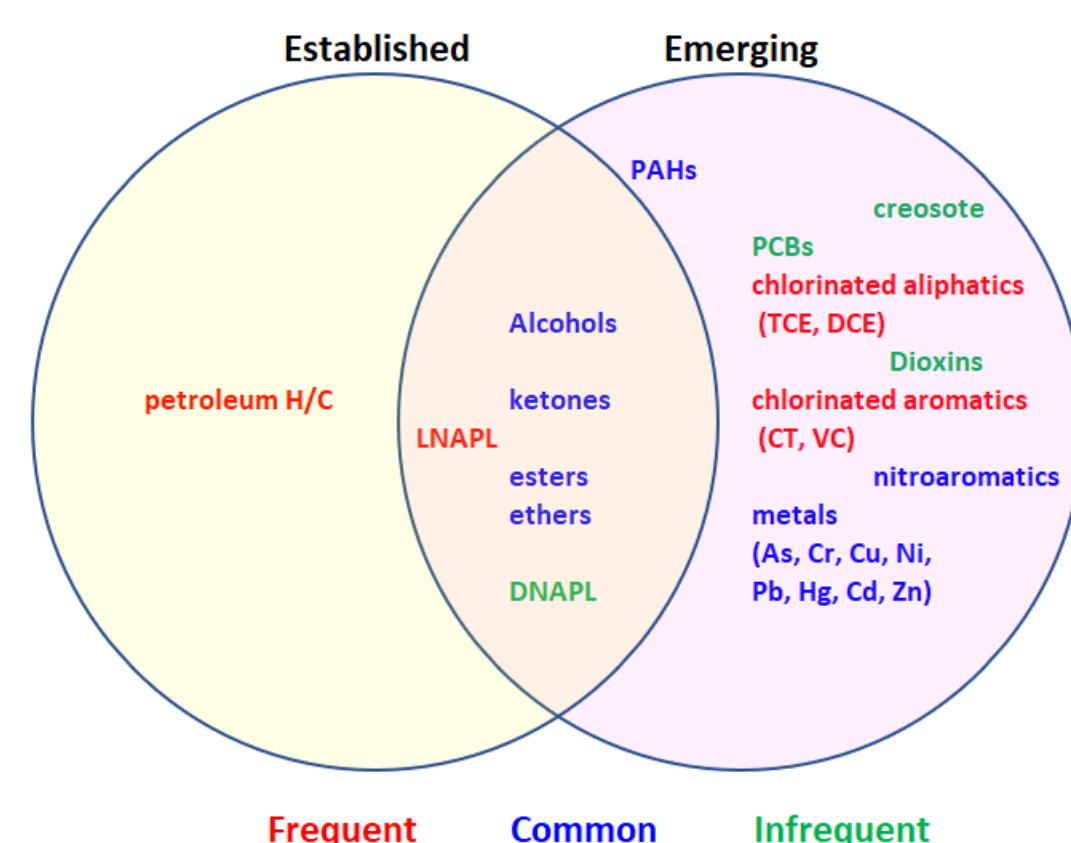 Established Emerging
PAHs
creosote
PCBs
chlorinated aliphatics
Alcohols (TCE, DCE)
Dioxins
petroleum H/C ketones chlorinated aromatics
LNAPL (CT, VC)
esters nitroaromatics
ethers metals
(As, Cr, Cu, Ni,
DNAPL Pb, Hg, Cd, Zn)
Frequent Common Infrequent